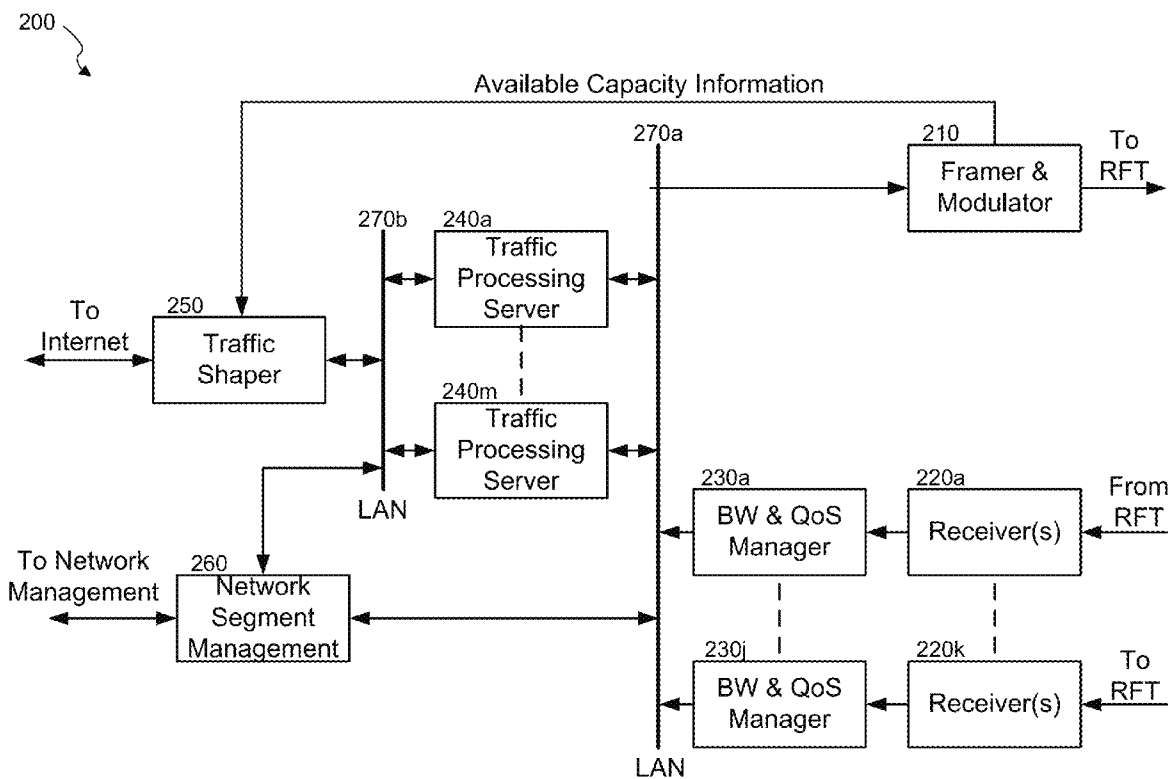 200
Available Capacity Information
270a
210
Framer &
Modulator
To
RFT
270b
240a
Traffic
Processing
Server
To
Internet
250
Traffic
Shaper
240m
Traffic
Processing
Server
LAN
230a
BW & QoS
Manager
220a
Receiver(s)
From
RFT
To Network
Management
260
Network
Segment
Management
230j
BW & QoS
Manager
220k
Receiver(s)
To
RFT
LAN